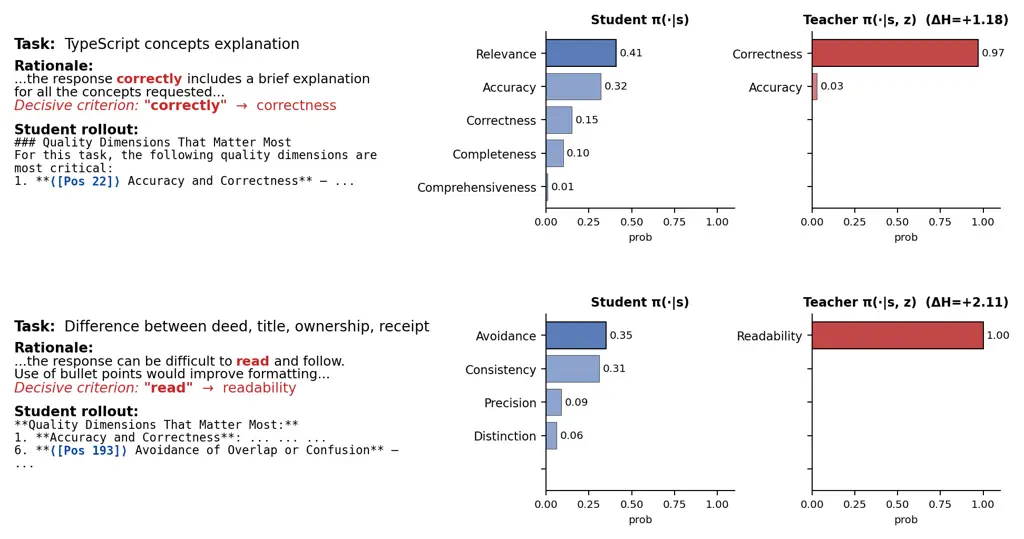 Task: TypeScript concepts explanation
Rationale:
...the response correctly includes a brief explanation
for all the concepts requested...
Decisive criterion: "correctly" → correctness
Student rollout:
### Quality Dimensions That Matter Most
For this task, the following quality dimensions are
most critical:
1. **⟨[Pos 22]⟩ Accuracy and Correctness** — ...
Student π(·|s)
Relevance 0.41
Accuracy 0.32
Correctness 0.15
Completeness 0.10
Comprehensiveness 0.01
0.00 0.25 0.50 0.75 1.00
prob
Teacher π(·|s, z) (ΔH=+1.18)
Correctness 0.97
Accuracy 0.03
0.00 0.25 0.50 0.75 1.00
prob
Task: Difference between deed, title, ownership, receipt
Rationale:
...the response can be difficult to read and follow.
Use of bullet points would improve formatting...
Decisive criterion: "read" → readability
Student rollout:
**Quality Dimensions That Matter Most:**
1. **Accuracy and Correctness**: ... ... ...
6. **⟨[Pos 193]⟩ Avoidance of Overlap or Confusion** —
...
Student π(·|s)
Avoidance 0.35
Consistency 0.31
Precision 0.09
Distinction 0.06
0.00 0.25 0.50 0.75 1.00
prob
Teacher π(·|s, z) (ΔH=+2.11)
Readability 1.00
0.00 0.25 0.50 0.75 1.00
prob